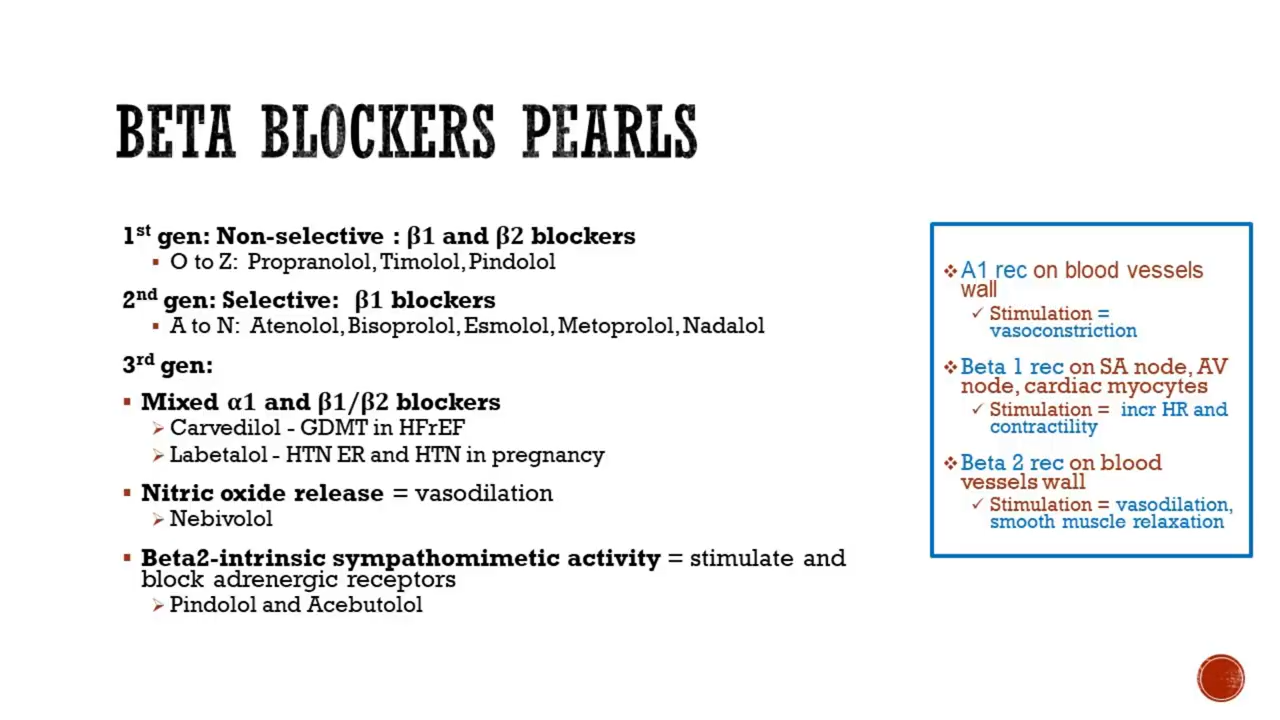 BETA BLOCKERS PEARLS
1st gen: Non-selective : β1 and β2 blockers
▪ O to Z: Propranolol, Timolol, Pindolol
2nd gen: Selective: β1 blockers
▪ A to N: Atenolol, Bisoprolol, Esmolol, Metoprolol, Nadalol
3rd gen:
▪ Mixed α1 and β1/β2 blockers
➢ Carvedilol - GDMT in HFrEF
➢ Labetalol - HTN ER and HTN in pregnancy
▪ Nitric oxide release = vasodilation
➢ Nebivolol
▪ Beta2-intrinsic sympathomimetic activity = stimulate and
block adrenergic receptors
➢ Pindolol and Acebutolol
❖ A1 rec on blood vessels
wall
✓ Stimulation =
vasoconstriction
❖ Beta 1 rec on SA node, AV
node, cardiac myocytes
✓ Stimulation = incr HR and
contractility
❖ Beta 2 rec on blood
vessels wall
✓ Stimulation = vasodilation,
smooth muscle relaxation